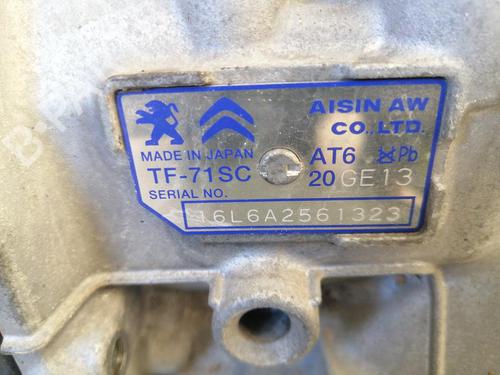 AISIN AW
CO.,LTD.
MADE IN JAPAN
TF-71SC
AT6
Pb
20 GE13
SERIAL NO.
16L6A2561323